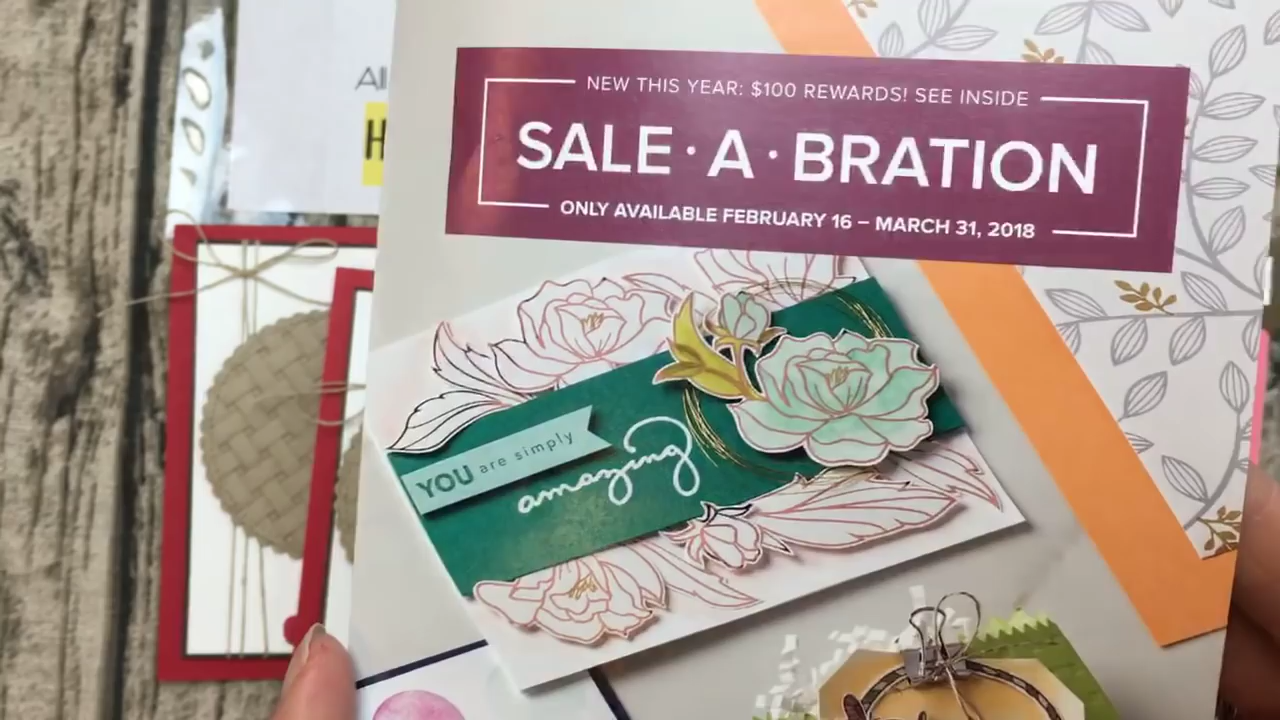 All
H
NEW THIS YEAR: $100 REWARDS! SEE INSIDE
SALE·A·BRATION
ONLY AVAILABLE FEBRUARY 16 – MARCH 31, 2018
YOU are simply
amazing